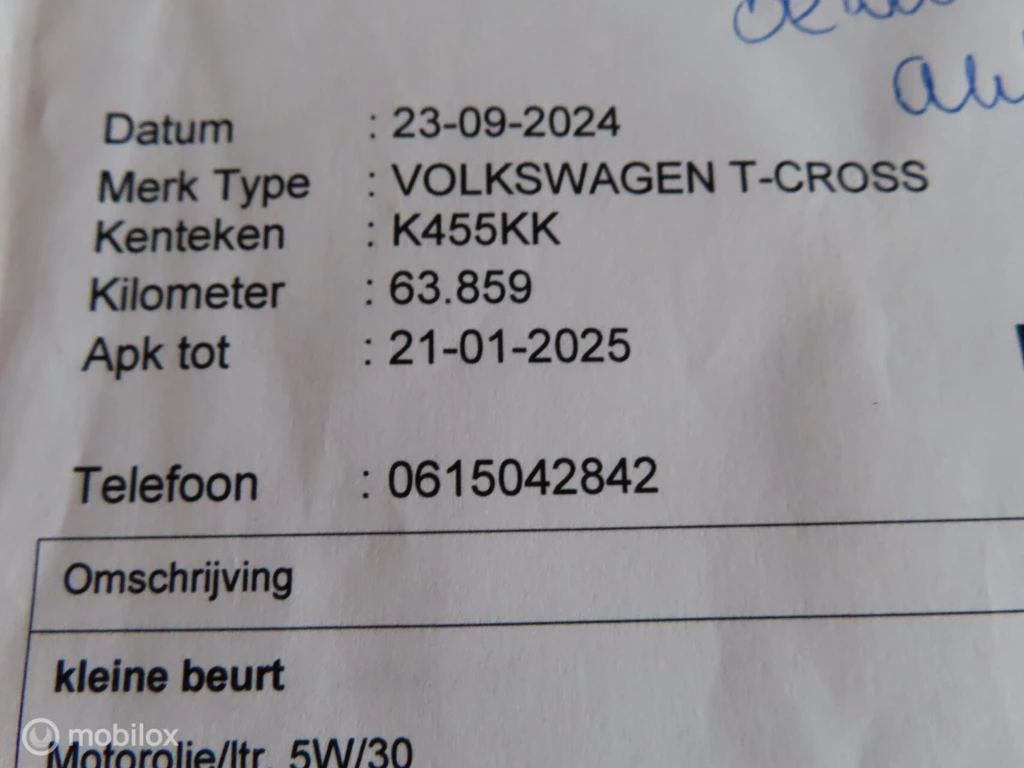 Datum : 23-09-2024
Merk Type : VOLKSWAGEN T-CROSS
Kenteken : K455KK
Kilometer : 63.859
Apk tot : 21-01-2025
Telefoon : 0615042842
Omschrijving
kleine beurt
Motorolie/ltr. 5W/30
mobilox